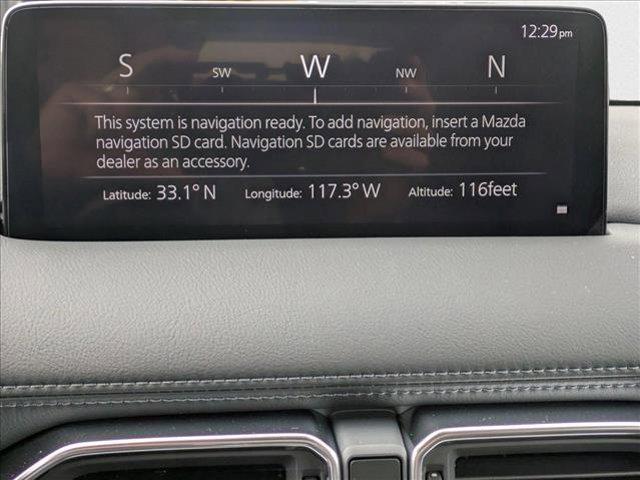 12:29pm
S SW W NW N
This system is navigation ready. To add navigation, insert a Mazda
navigation SD card. Navigation SD cards are available from your
dealer as an accessory.
Latitude: 33.1° N Longitude: 117.3° W Altitude: 116feet